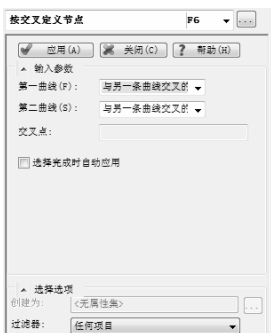 按交叉定义节点 F6 ...
应用(A) 关闭(C) ? 帮助(H)
输入参数
第一曲线(F): 与另一条曲线交叉的
第二曲线(S): 与另一条曲线交叉的
交叉点:
选择完成时自动应用
选择选项
创建为: <无属性集> ...
过滤器: 任何项目